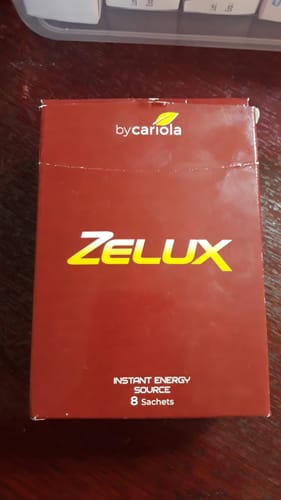 bycariola
ZELUX
INSTANT ENERGY
SOURCE
8 Sachets